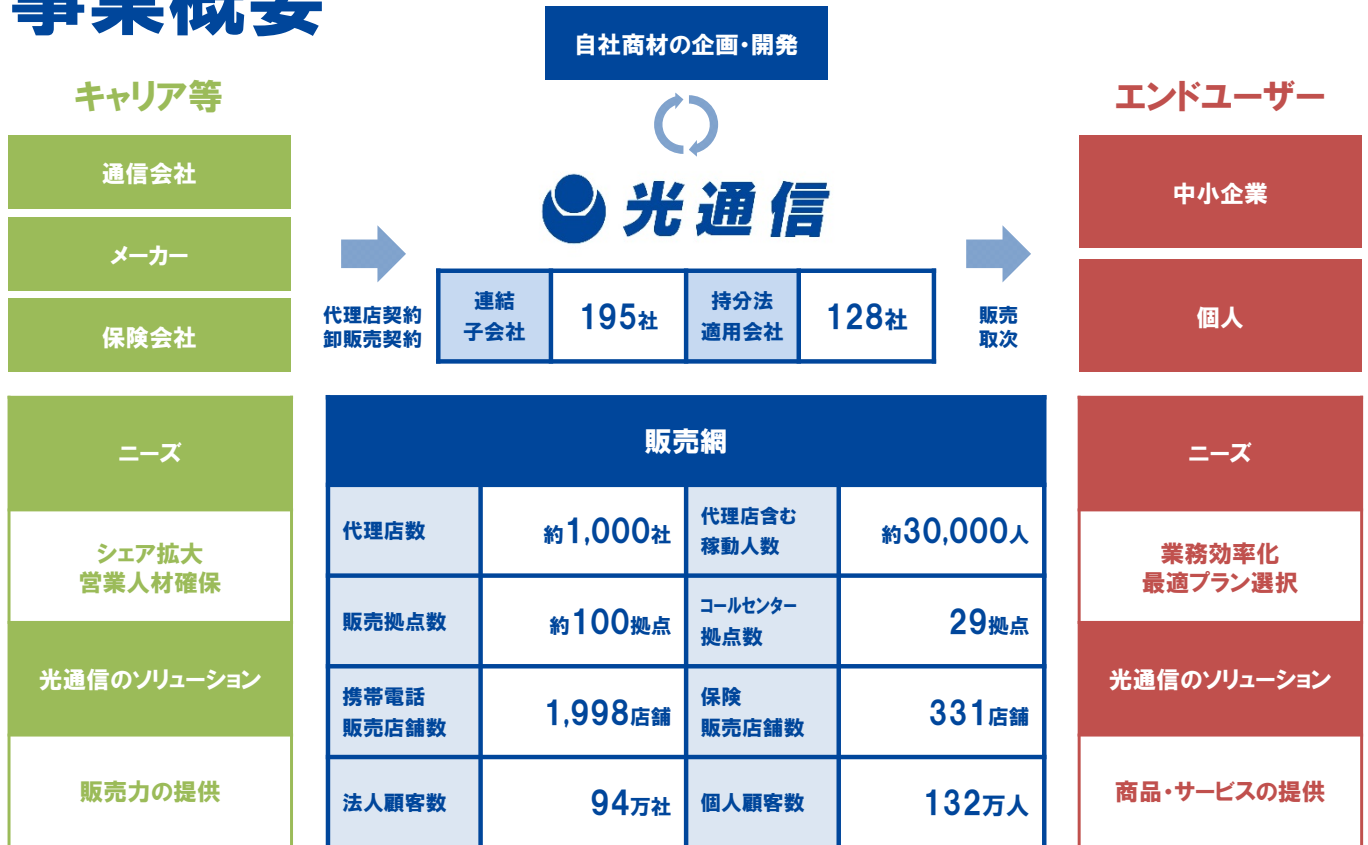 事業概要
自社商材の企画・開発
キャリア等
通信会社
メーカー
保険会社
代理店契約
卸販売契約
光通信
連結
子会社
195社
持分法
適用会社
128社
販売
取次
エンドユーザー
中小企業
個人
ニーズ
シェア拡大
営業人材確保
光通信のソリューション
販売力の提供
販売網
代理店数
約1,000社
代理店含む
稼動人数
約30,000人
販売拠点数
約100拠点
コールセンター
拠点数
29拠点
携帯電話
販売店舗数
1,998店舗
保険
販売店舗数
331店舗
法人顧客数
94万社
個人顧客数
132万人
ニーズ
業務効率化
最適プラン選択
光通信のソリューション
商品・サービスの提供